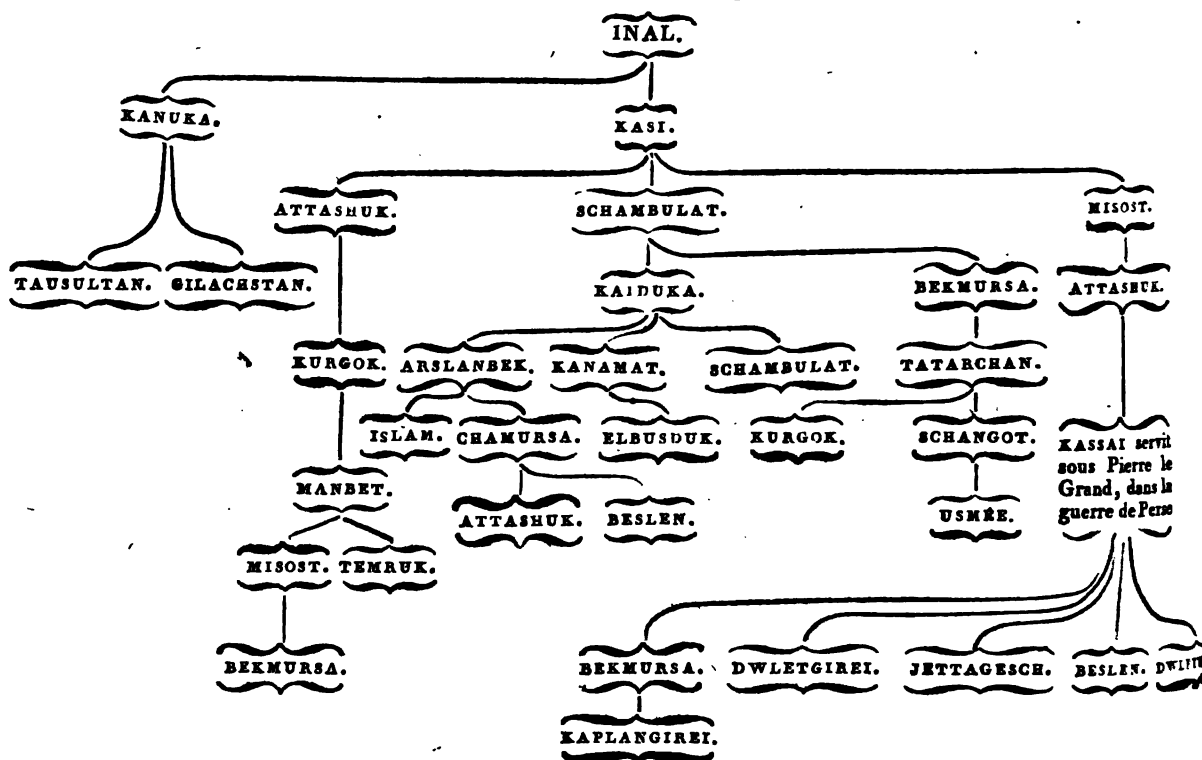 INAL.
KANUKA.
KASI.
ATTASHUK.
SCHAMBULAT.
MISOST.
TAUSULTAN.
GILACHSTAN.
KAIDUKA.
BEKMURSA.
ATTASHUK.
KURGOK.
ARSLANBEK.
KANAMAT.
SCHAMBULAT.
TATARCHAN.
ISLAM.
CHAMURSA.
ELBUSDUK.
KURGOK.
SCHANGOT.
KASSAI servit
sous Pierre le
Grand, dans la
guerre de Perse
MANBET.
ATTASHUK.
BESLEN.
USMÉE.
MISOST.
TEMRUK.
BEKMURSA.
BEKMURSA.
DWLETGIREI.
JETTAGESCH.
BESLEN.
KAPLANGIREI.